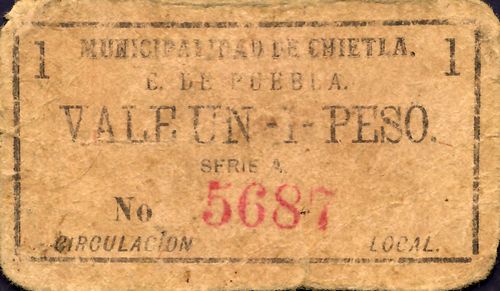 1 MUNICIPALIDAD DE CHIETLA. 1
E. DE PUEBLA.
VALE UN -1- PESO.
SERIE A.
No 5687
CIRCULACION LOCAL.